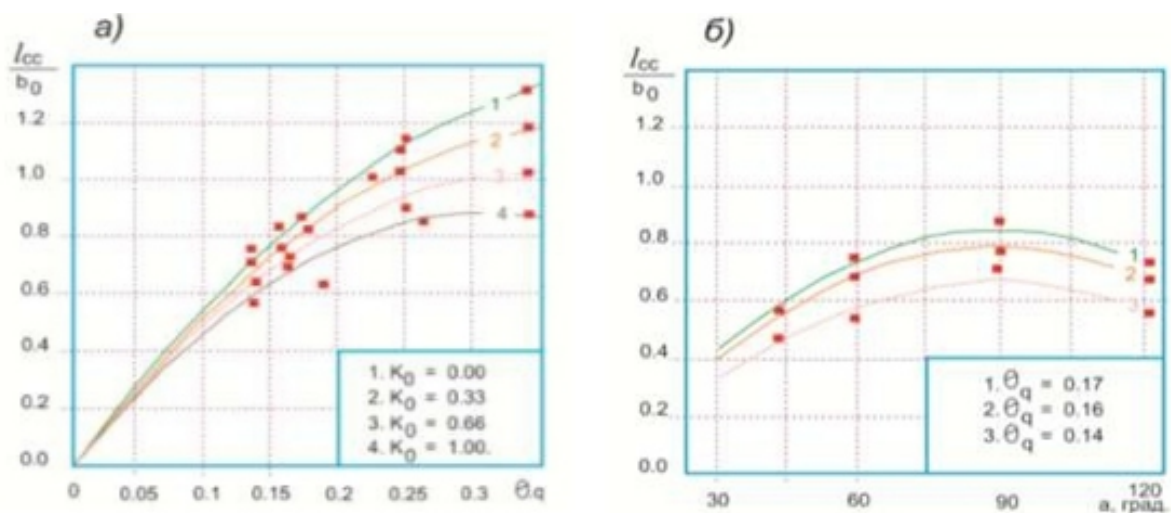 а)
lcc
b0
1.2
1.0
0.8
0.6
0.4
0.2
0.0
0
0.05
0.1
0.15
0.2
0.25
0.3
Θ.q
1
2
3
4
1. K0 = 0.00
2. K0 = 0.33
3. K0 = 0.66
4. K0 = 1.00.
б)
lcc
b0
1.2
1.0
0.8
0.6
0.4
0.2
0.0
30
60
90
120
а, град.
1
2
3
1. Θq = 0.17
2. Θq = 0.16
3. Θq = 0.14